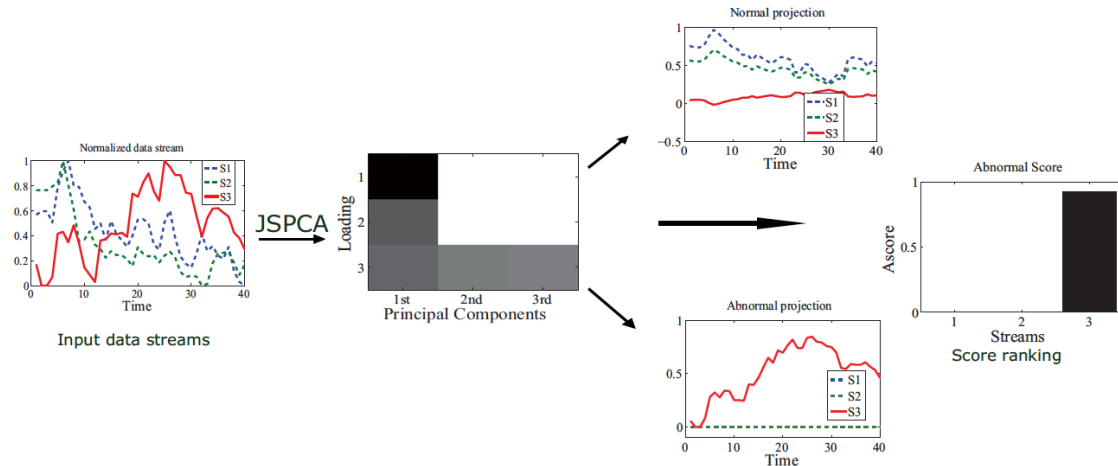 Normalized data stream
1
0.8
0.6
0.4
0.2
0
0
10
20
30
40
Time
S1
S2
S3
Input data streams
JSPCA
Loading
1
2
3
1st
2nd
3rd
Principal Components
Normal projection
1
0.5
0
−0.5
0
10
20
30
40
Time
S1
S2
S3
Abnormal projection
1
0.5
0
0
10
20
30
40
Time
S1
S2
S3
Abnormal Score
Ascore
1
0.5
0
1
2
3
Streams
Score ranking